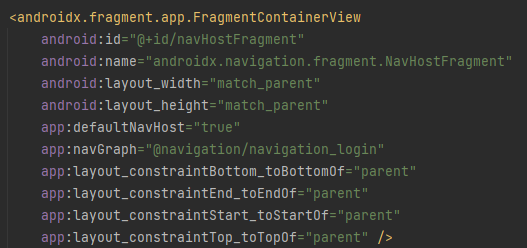 <androidx.fragment.app.FragmentContainerView
android:id="@+id/navHostFragment"
android:name="androidx.navigation.fragment.NavHostFragment"
android:layout_width="match_parent"
android:layout_height="match_parent"
app:defaultNavHost="true"
app:navGraph="@navigation/navigation_login"
app:layout_constraintBottom_toBottomOf="parent"
app:layout_constraintEnd_toEndOf="parent"
app:layout_constraintStart_toStartOf="parent"
app:layout_constraintTop_toTopOf="parent" />